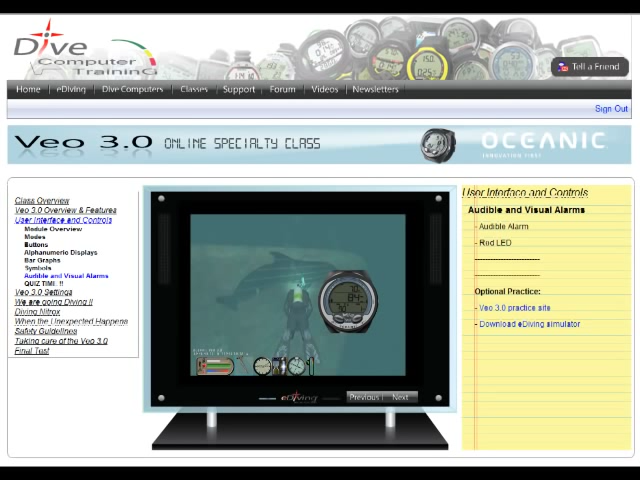 Dive
Computer
Training
Tell a Friend
Home | eDiving | Dive Computers | Classes | Support | Forum | Videos | Newsletters
Sign Out
Veo 3.0 ONLINE SPECIALTY CLASS
OCEANIC
INNOVATION FIRST
Class Overview
Veo 3.0 Overview & Features
User Interface and Controls
Module Overview
Modes
Buttons
Alphanumeric Displays
Bar Graphs
Symbols
Audible and Visual Alarms
QUIZ TIME !!
Veo 3.0 Settings
We are going Diving !!
Diving Nitrox
When the Unexpected Happens
Safety Guidelines
Taking care of the Veo 3.0
Final Test
eDiving
Previous | Next
User Interface and Controls
Audible and Visual Alarms
- Audible Alarm
- Red LED
--------------------------
--------------------------
Optional Practice:
- Veo 3.0 practice site
- Download eDiving simulator